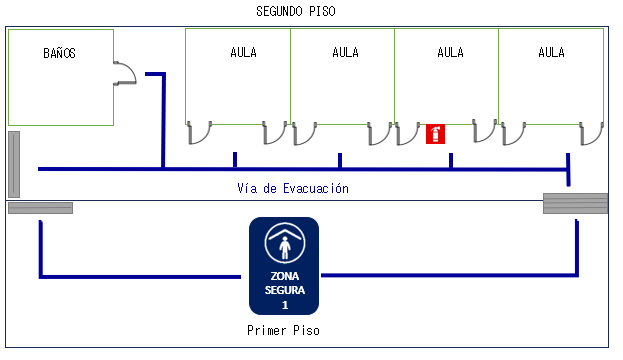 SEGUNDO PISO
BAÑOS
AULA
AULA
AULA
AULA
Vía de Evacuación
ZONA
SEGURA
1
Primer Piso